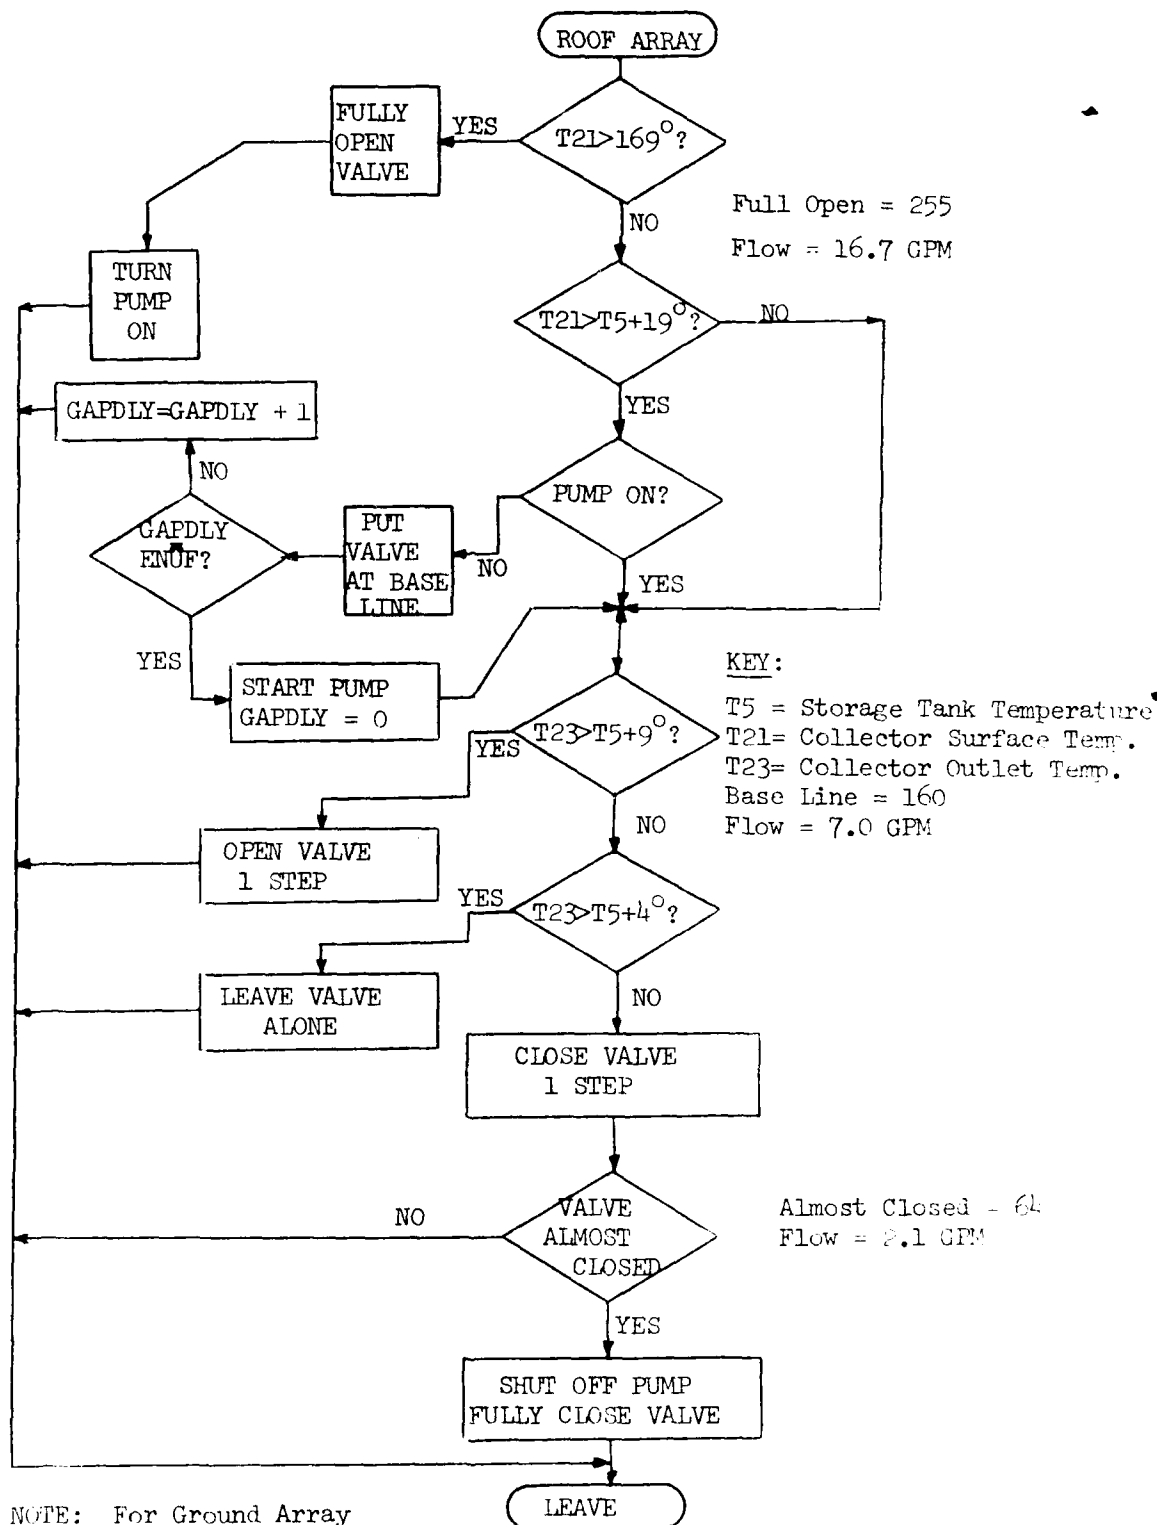 ROOF ARRAY
T21>169°?
YES
FULLY
OPEN
VALVE
NO
Full Open = 255
Flow = 16.7 GPM
TURN
PUMP
ON
T21>T5+19°?
NO
YES
GAPDLY=GAPDLY + 1
NO
PUMP ON?
GAPDLY
ENUF?
PUT
VALVE
AT BASE
LINE
NO
YES
YES
START PUMP
GAPDLY = 0
KEY:
T5 = Storage Tank Temperature
T21= Collector Surface Temp.
T23= Collector Outlet Temp.
Base Line = 160
Flow = 7.0 GPM
T23>T5+9°?
YES
NO
OPEN VALVE
1 STEP
T23>T5+4°?
YES
NO
LEAVE VALVE
ALONE
CLOSE VALVE
1 STEP
VALVE
ALMOST
CLOSED
NO
Almost Closed = 64
Flow = 2.1 GPM
YES
SHUT OFF PUMP
FULLY CLOSE VALVE
LEAVE
NOTE: For Ground Array